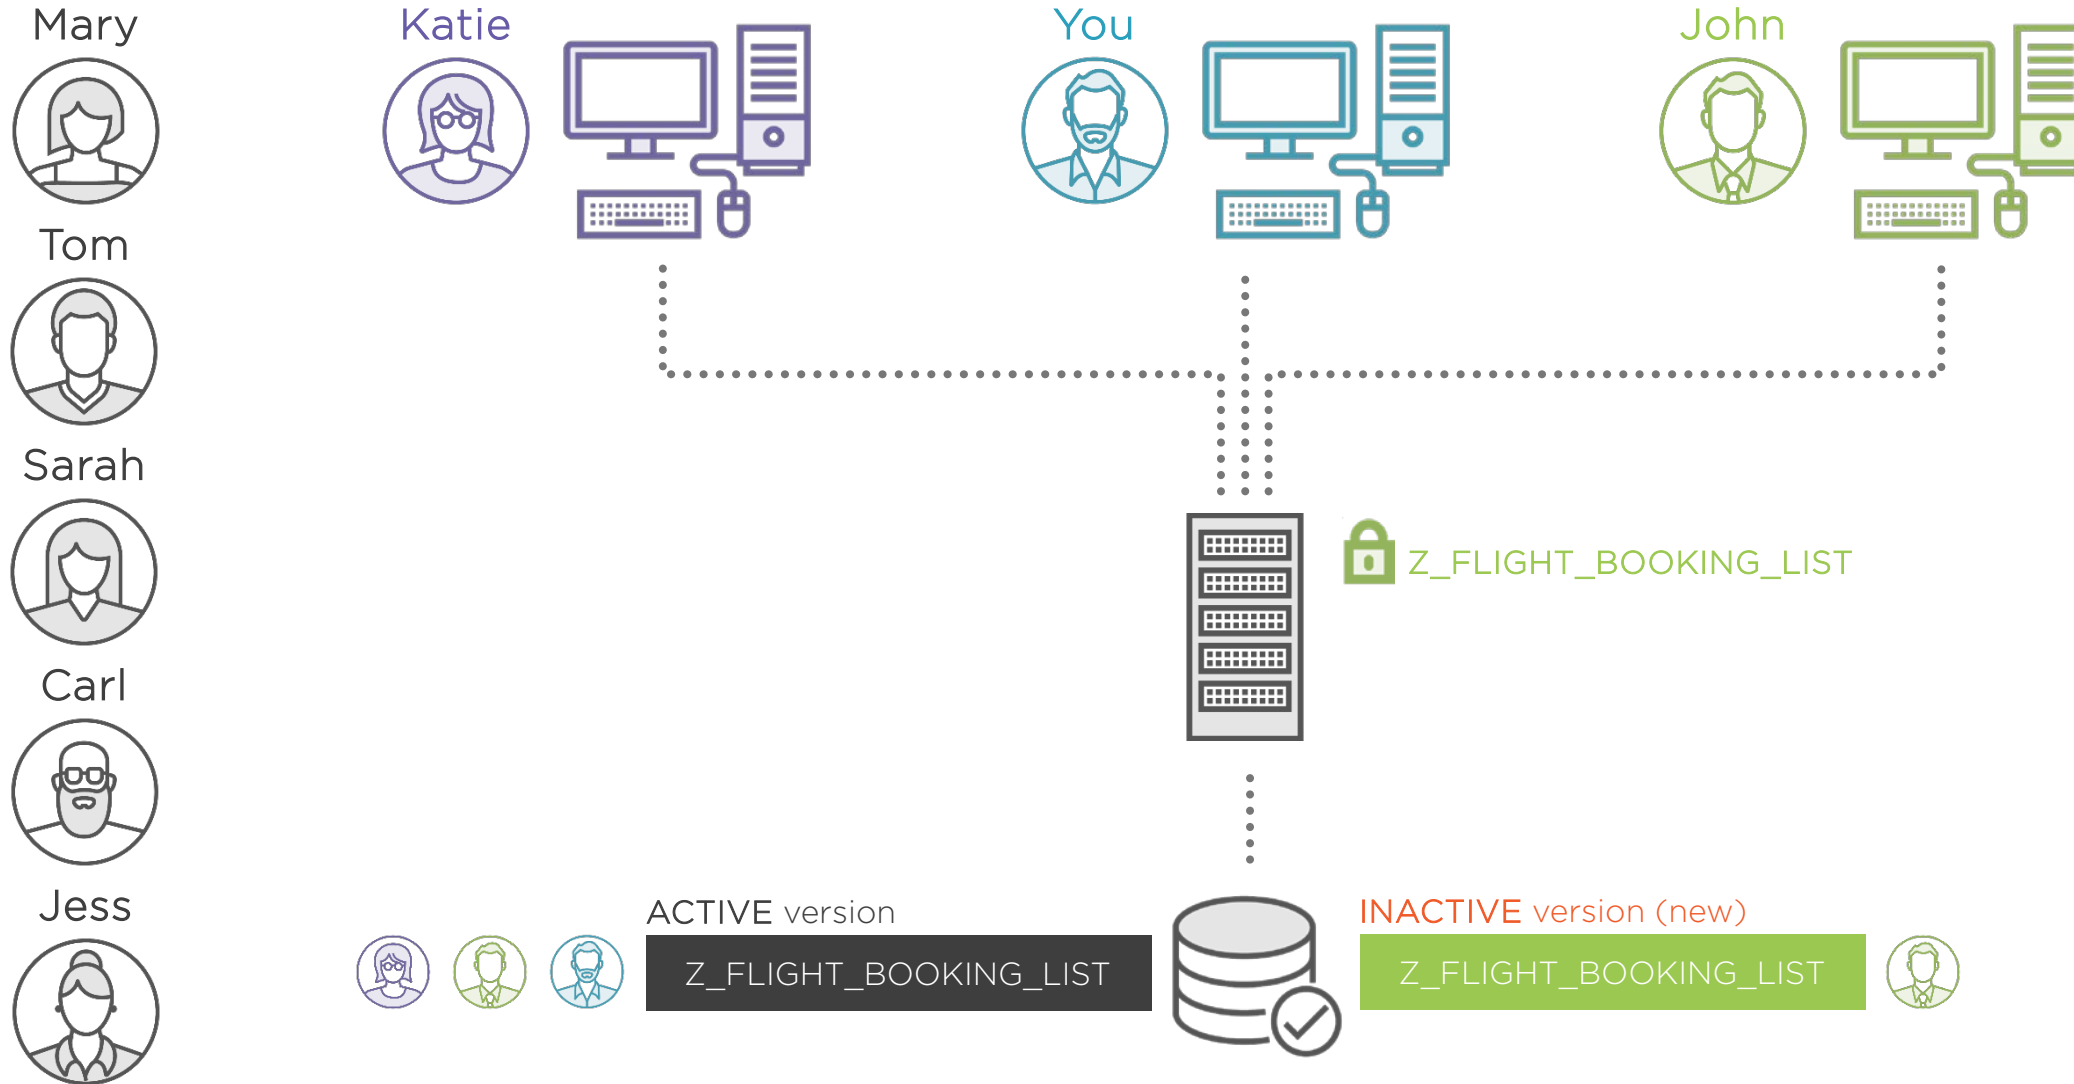 Mary
Katie
You
John
Tom
Sarah
Z_FLIGHT_BOOKING_LIST
Carl
Jess
ACTIVE version
INACTIVE version (new)
Z_FLIGHT_BOOKING_LIST
Z_FLIGHT_BOOKING_LIST